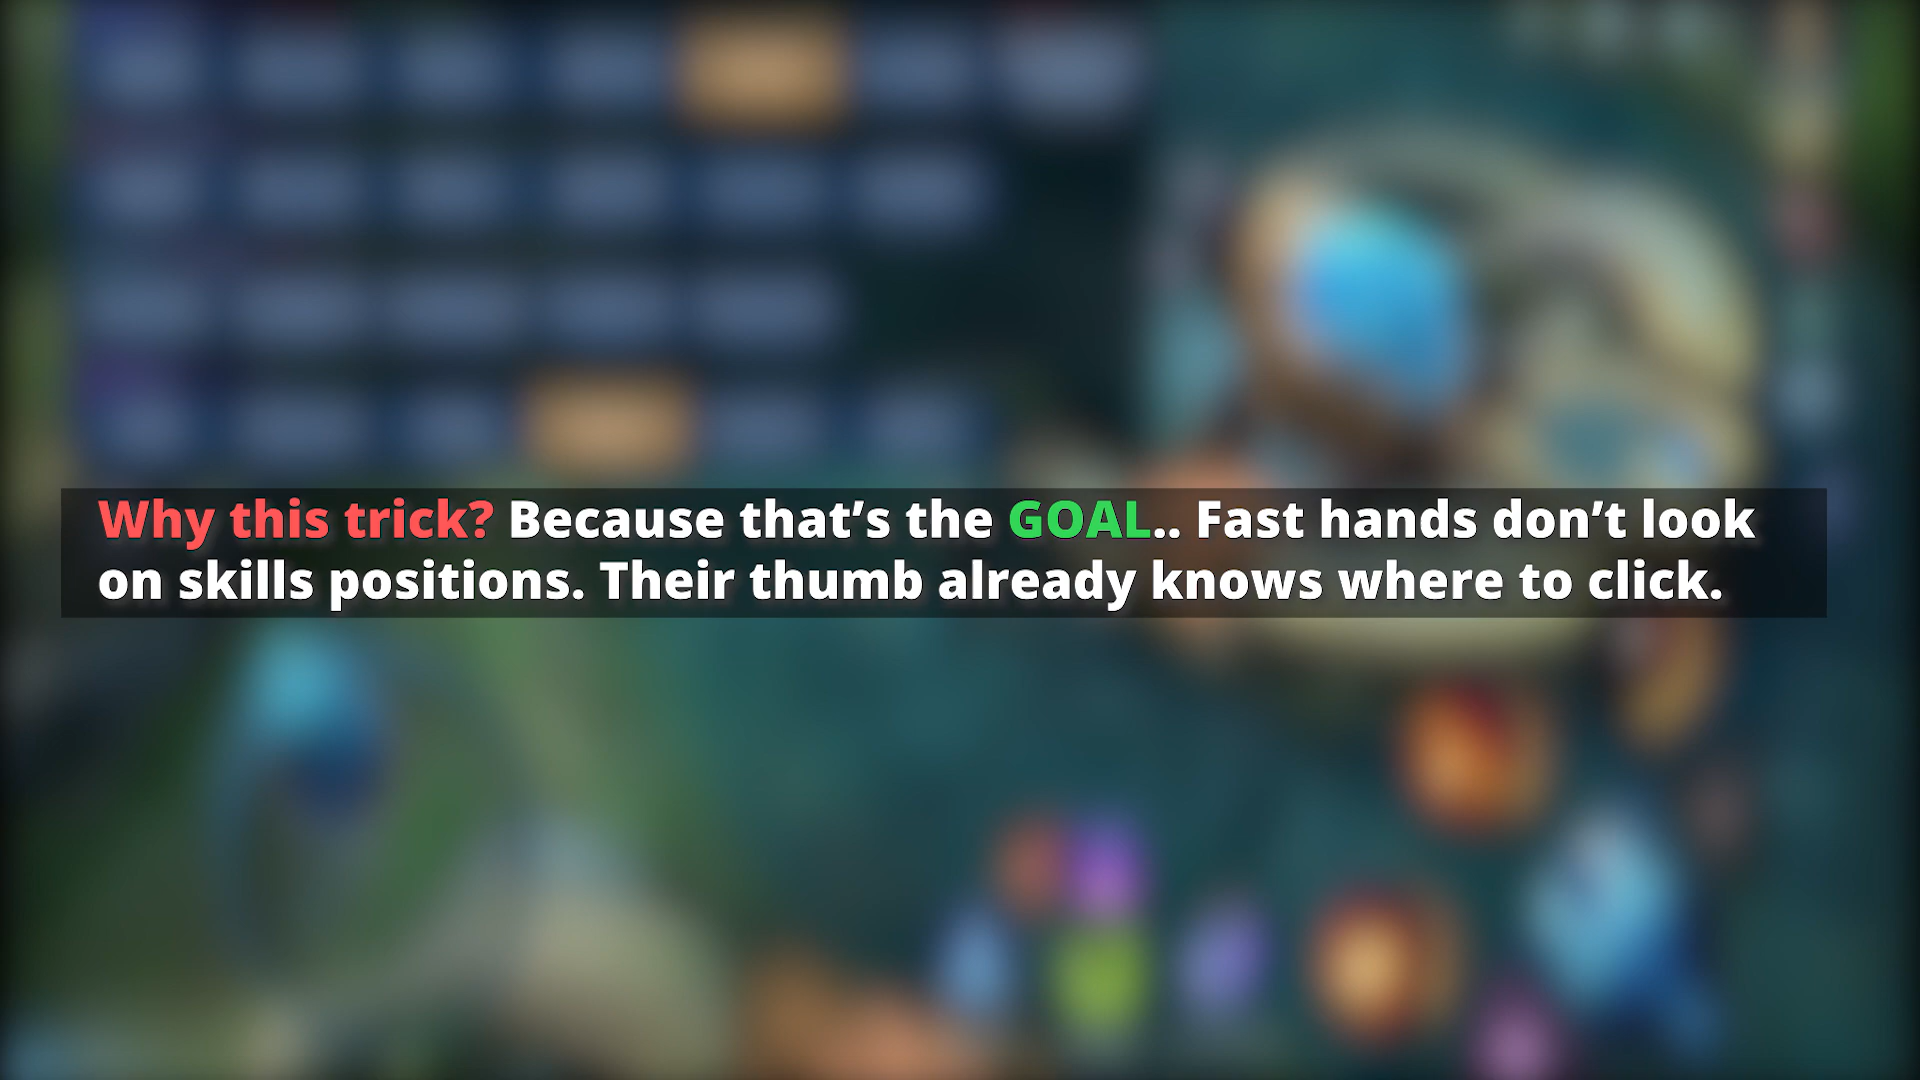 Why this trick? Because that’s the GOAL.. Fast hands don’t look
on skills positions. Their thumb already knows where to click.